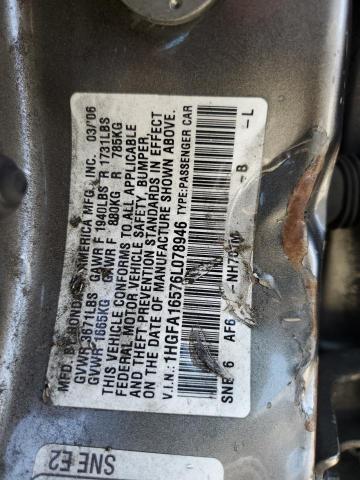 MFD. BY HONDA AMERICA MFG., INC. 03/'06
GVWR 3671LBS GAWR F 1940LBS R 1731LBS
GVWR 1665KG GAWR F 880KG R 785KG
THIS VEHICLE CONFORMS TO ALL APPLICABLE
FEDERAL MOTOR VEHICLE SAFETY, BUMPER,
AND THEFT PREVENTION STANDARDS IN EFFECT
ON THE DATE OF MANUFACTURE SHOWN ABOVE.
V.I.N.: 1HGFA16576L078946 TYPE: PASSENGER CAR
SNE 6 AF6 -B -L
SNE E2